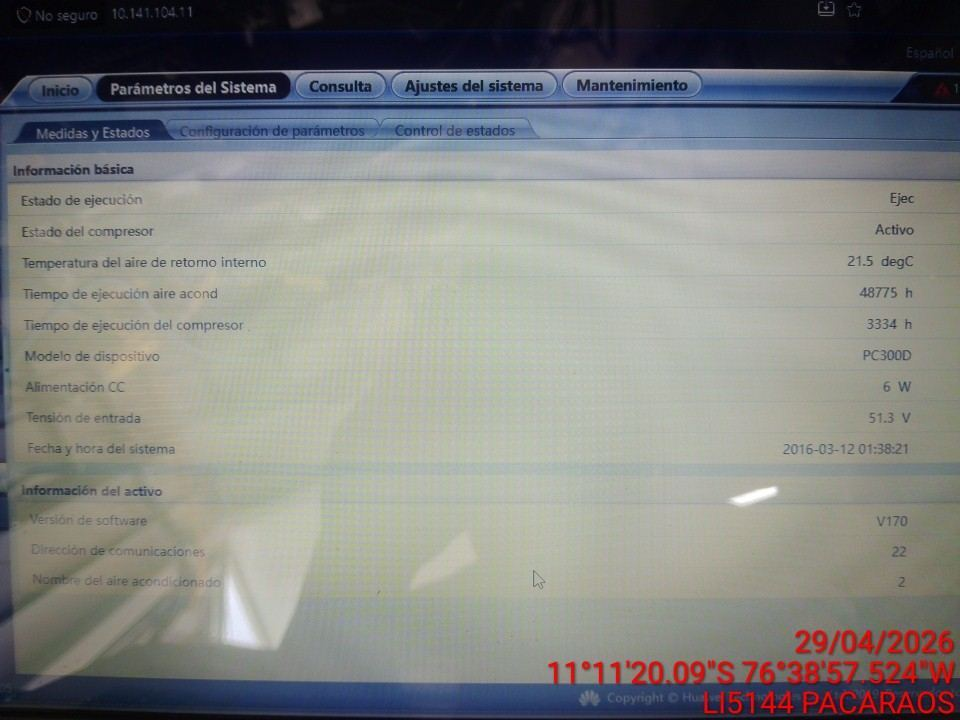 No seguro 10.141.104.11
Español
Inicio Parámetros del Sistema Consulta Ajustes del sistema Mantenimiento
1
Medidas y Estados Configuración de parámetros Control de estados
Información básica
Estado de ejecución Ejec
Estado del compresor Activo
Temperatura del aire de retorno interno 21.5 degC
Tiempo de ejecución aire acond 48775 h
Tiempo de ejecución del compresor 3334 h
Modelo de dispositivo PC300D
Alimentación CC 6 W
Tensión de entrada 51.3 V
Fecha y hora del sistema 2016-03-12 01:38:21
Información del activo
Versión de software V170
Dirección de comunicaciones 22
Nombre del aire acondicionado 2
29/04/2026
11°11'20.09"S 76°38'57.524"W
Copyright ©
LI5144 PACARAOS